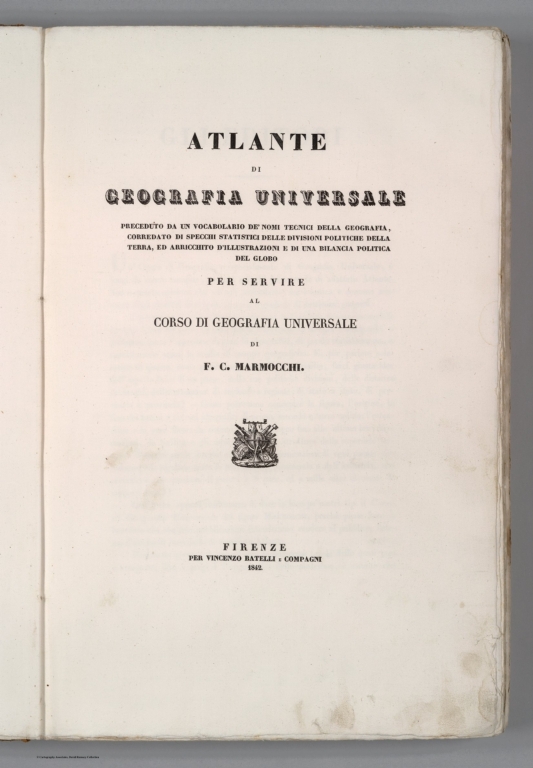 ATLANTE
DI
GEOGRAFIA UNIVERSALE
PRECEDUTO DA UN VOCABOLARIO DE' NOMI TECNICI DELLA GEOGRAFIA,
CORREDATO DI SPECCHI STATISTICI DELLE DIVISIONI POLITICHE DELLA
TERRA, ED ARRICCHITO D'ILLUSTRAZIONI E DI UNA BILANCIA POLITICA
DEL GLOBO
PER SERVIRE
AL
CORSO DI GEOGRAFIA UNIVERSALE
DI
F. C. MARMOCCHI.
FIRENZE
PER VINCENZO BATELLI E COMPAGNI
1842.